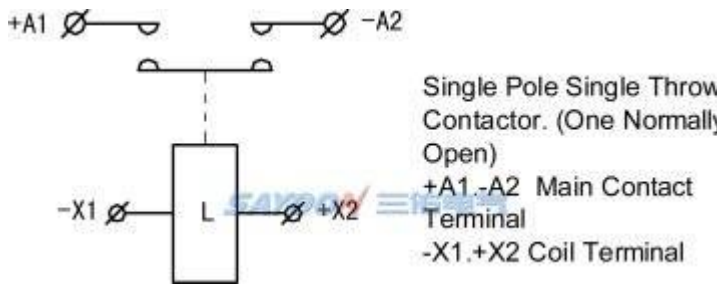 +A1
-A2
Single Pole Single Throw
Contactor. (One Normally
Open)
+A1.-A2 Main Contact
Terminal
-X1.+X2 Coil Terminal
-X1
L
+X2